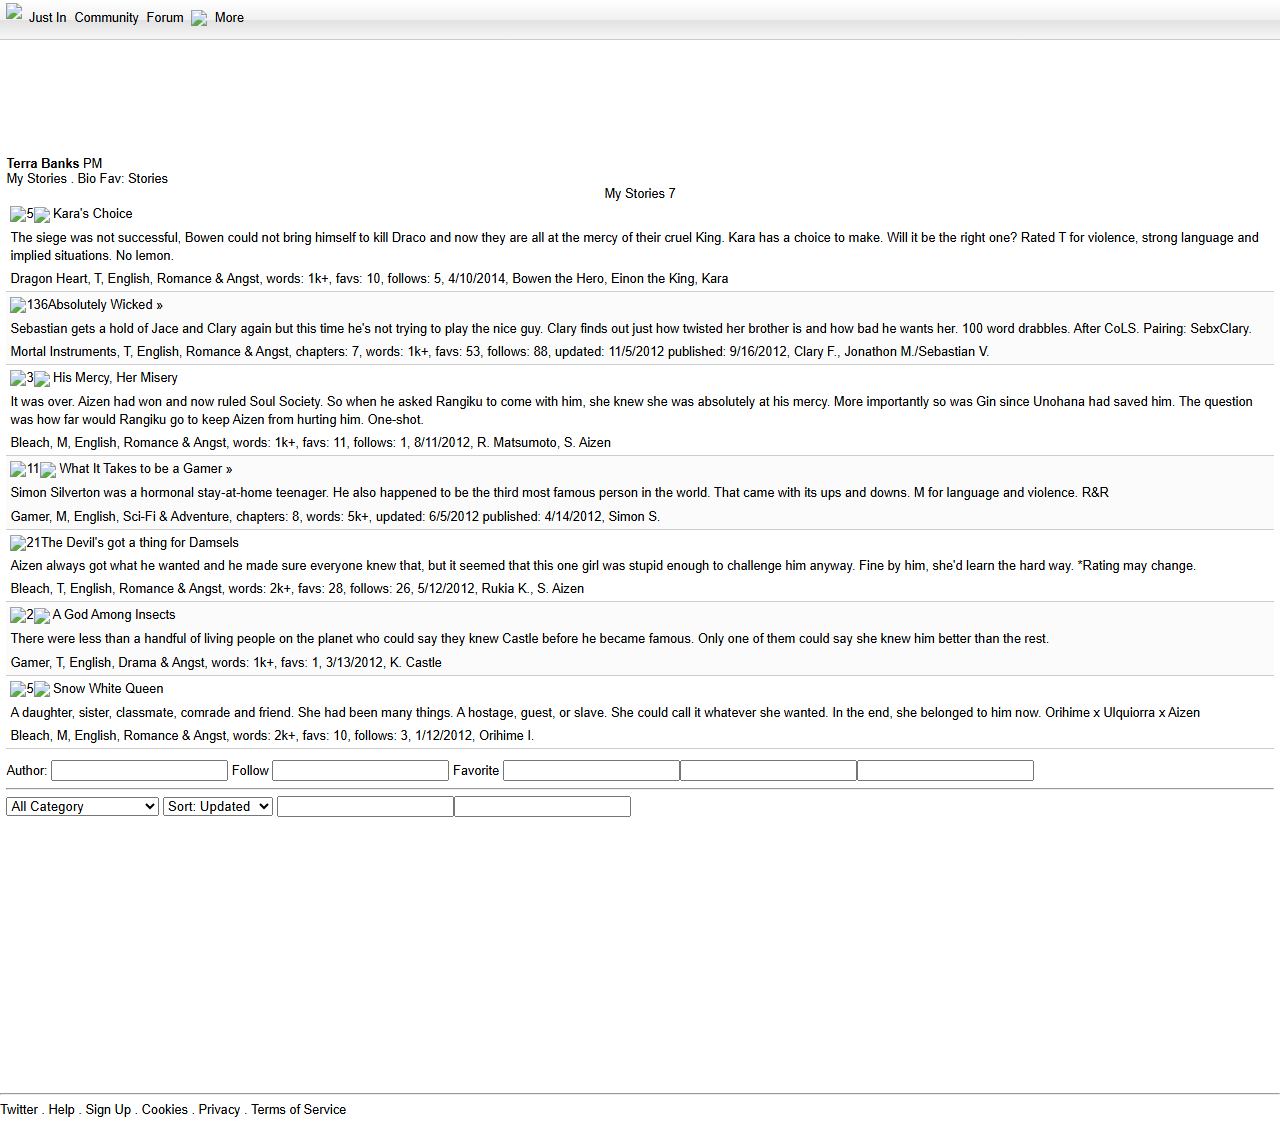 Just In Community Forum More
Terra Banks PM
My Stories . Bio Fav: Stories
My Stories 7
5 Kara's Choice
The siege was not successful, Bowen could not bring himself to kill Draco and now they are all at the mercy of their cruel King. Kara has a choice to make. Will it be the right one? Rated T for violence, strong language and
implied situations. No lemon.
Dragon Heart, T, English, Romance & Angst, words: 1k+, favs: 10, follows: 5, 4/10/2014, Bowen the Hero, Einon the King, Kara
136Absolutely Wicked »
Sebastian gets a hold of Jace and Clary again but this time he's not trying to play the nice guy. Clary finds out just how twisted her brother is and how bad he wants her. 100 word drabbles. After CoLS. Pairing: SebxClary.
Mortal Instruments, T, English, Romance & Angst, chapters: 7, words: 1k+, favs: 53, follows: 88, updated: 11/5/2012 published: 9/16/2012, Clary F., Jonathon M./Sebastian V.
3 His Mercy, Her Misery
It was over. Aizen had won and now ruled Soul Society. So when he asked Rangiku to come with him, she knew she was absolutely at his mercy. More importantly so was Gin since Unohana had saved him. The question
was how far would Rangiku go to keep Aizen from hurting him. One-shot.
Bleach, M, English, Romance & Angst, words: 1k+, favs: 11, follows: 1, 8/11/2012, R. Matsumoto, S. Aizen
11 What It Takes to be a Gamer »
Simon Silverton was a hormonal stay-at-home teenager. He also happened to be the third most famous person in the world. That came with its ups and downs. M for language and violence. R&R
Gamer, M, English, Sci-Fi & Adventure, chapters: 8, words: 5k+, updated: 6/5/2012 published: 4/14/2012, Simon S.
21The Devil's got a thing for Damsels
Aizen always got what he wanted and he made sure everyone knew that, but it seemed that this one girl was stupid enough to challenge him anyway. Fine by him, she'd learn the hard way. *Rating may change.
Bleach, T, English, Romance & Angst, words: 2k+, favs: 28, follows: 26, 5/12/2012, Rukia K., S. Aizen
2 A God Among Insects
There were less than a handful of living people on the planet who could say they knew Castle before he became famous. Only one of them could say she knew him better than the rest.
Gamer, T, English, Drama & Angst, words: 1k+, favs: 1, 3/13/2012, K. Castle
5 Snow White Queen
A daughter, sister, classmate, comrade and friend. She had been many things. A hostage, guest, or slave. She could call it whatever she wanted. In the end, she belonged to him now. Orihime x Ulquiorra x Aizen
Bleach, M, English, Romance & Angst, words: 2k+, favs: 10, follows: 3, 1/12/2012, Orihime I.
Author: Follow Favorite
All Category Sort: Updated
Twitter . Help . Sign Up . Cookies . Privacy . Terms of Service